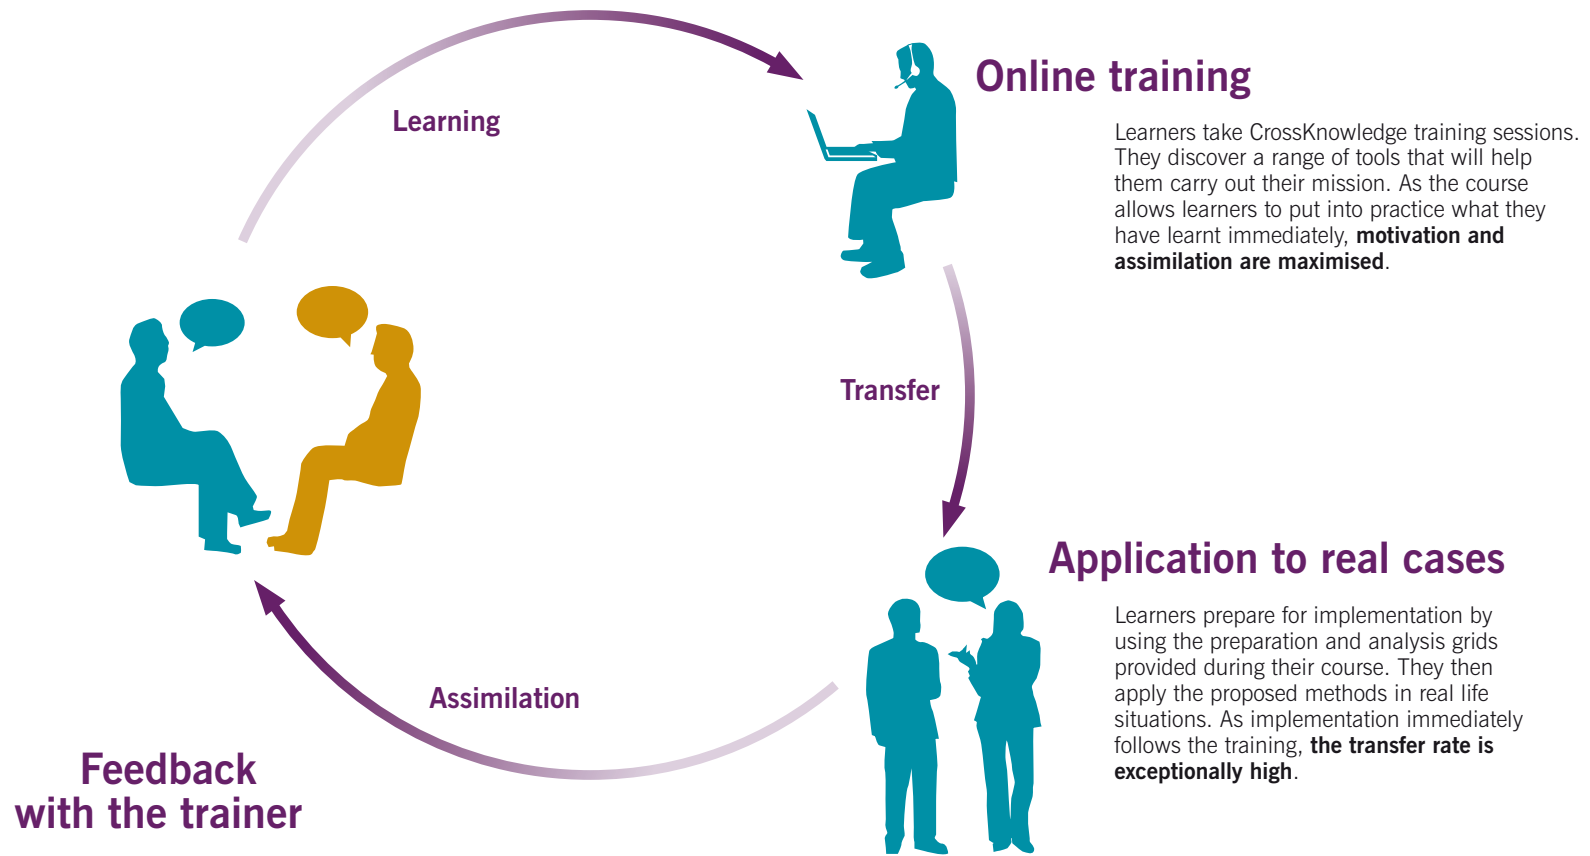 Learning
Online training
Learners take CrossKnowledge training sessions.
They discover a range of tools that will help
them carry out their mission. As the course
allows learners to put into practice what they
have learnt immediately, motivation and
assimilation are maximised.
Transfer
Application to real cases
Learners prepare for implementation by
using the preparation and analysis grids
provided during their course. They then
apply the proposed methods in real life
situations. As implementation immediately
follows the training, the transfer rate is
exceptionally high.
Assimilation
Feedback
with the trainer